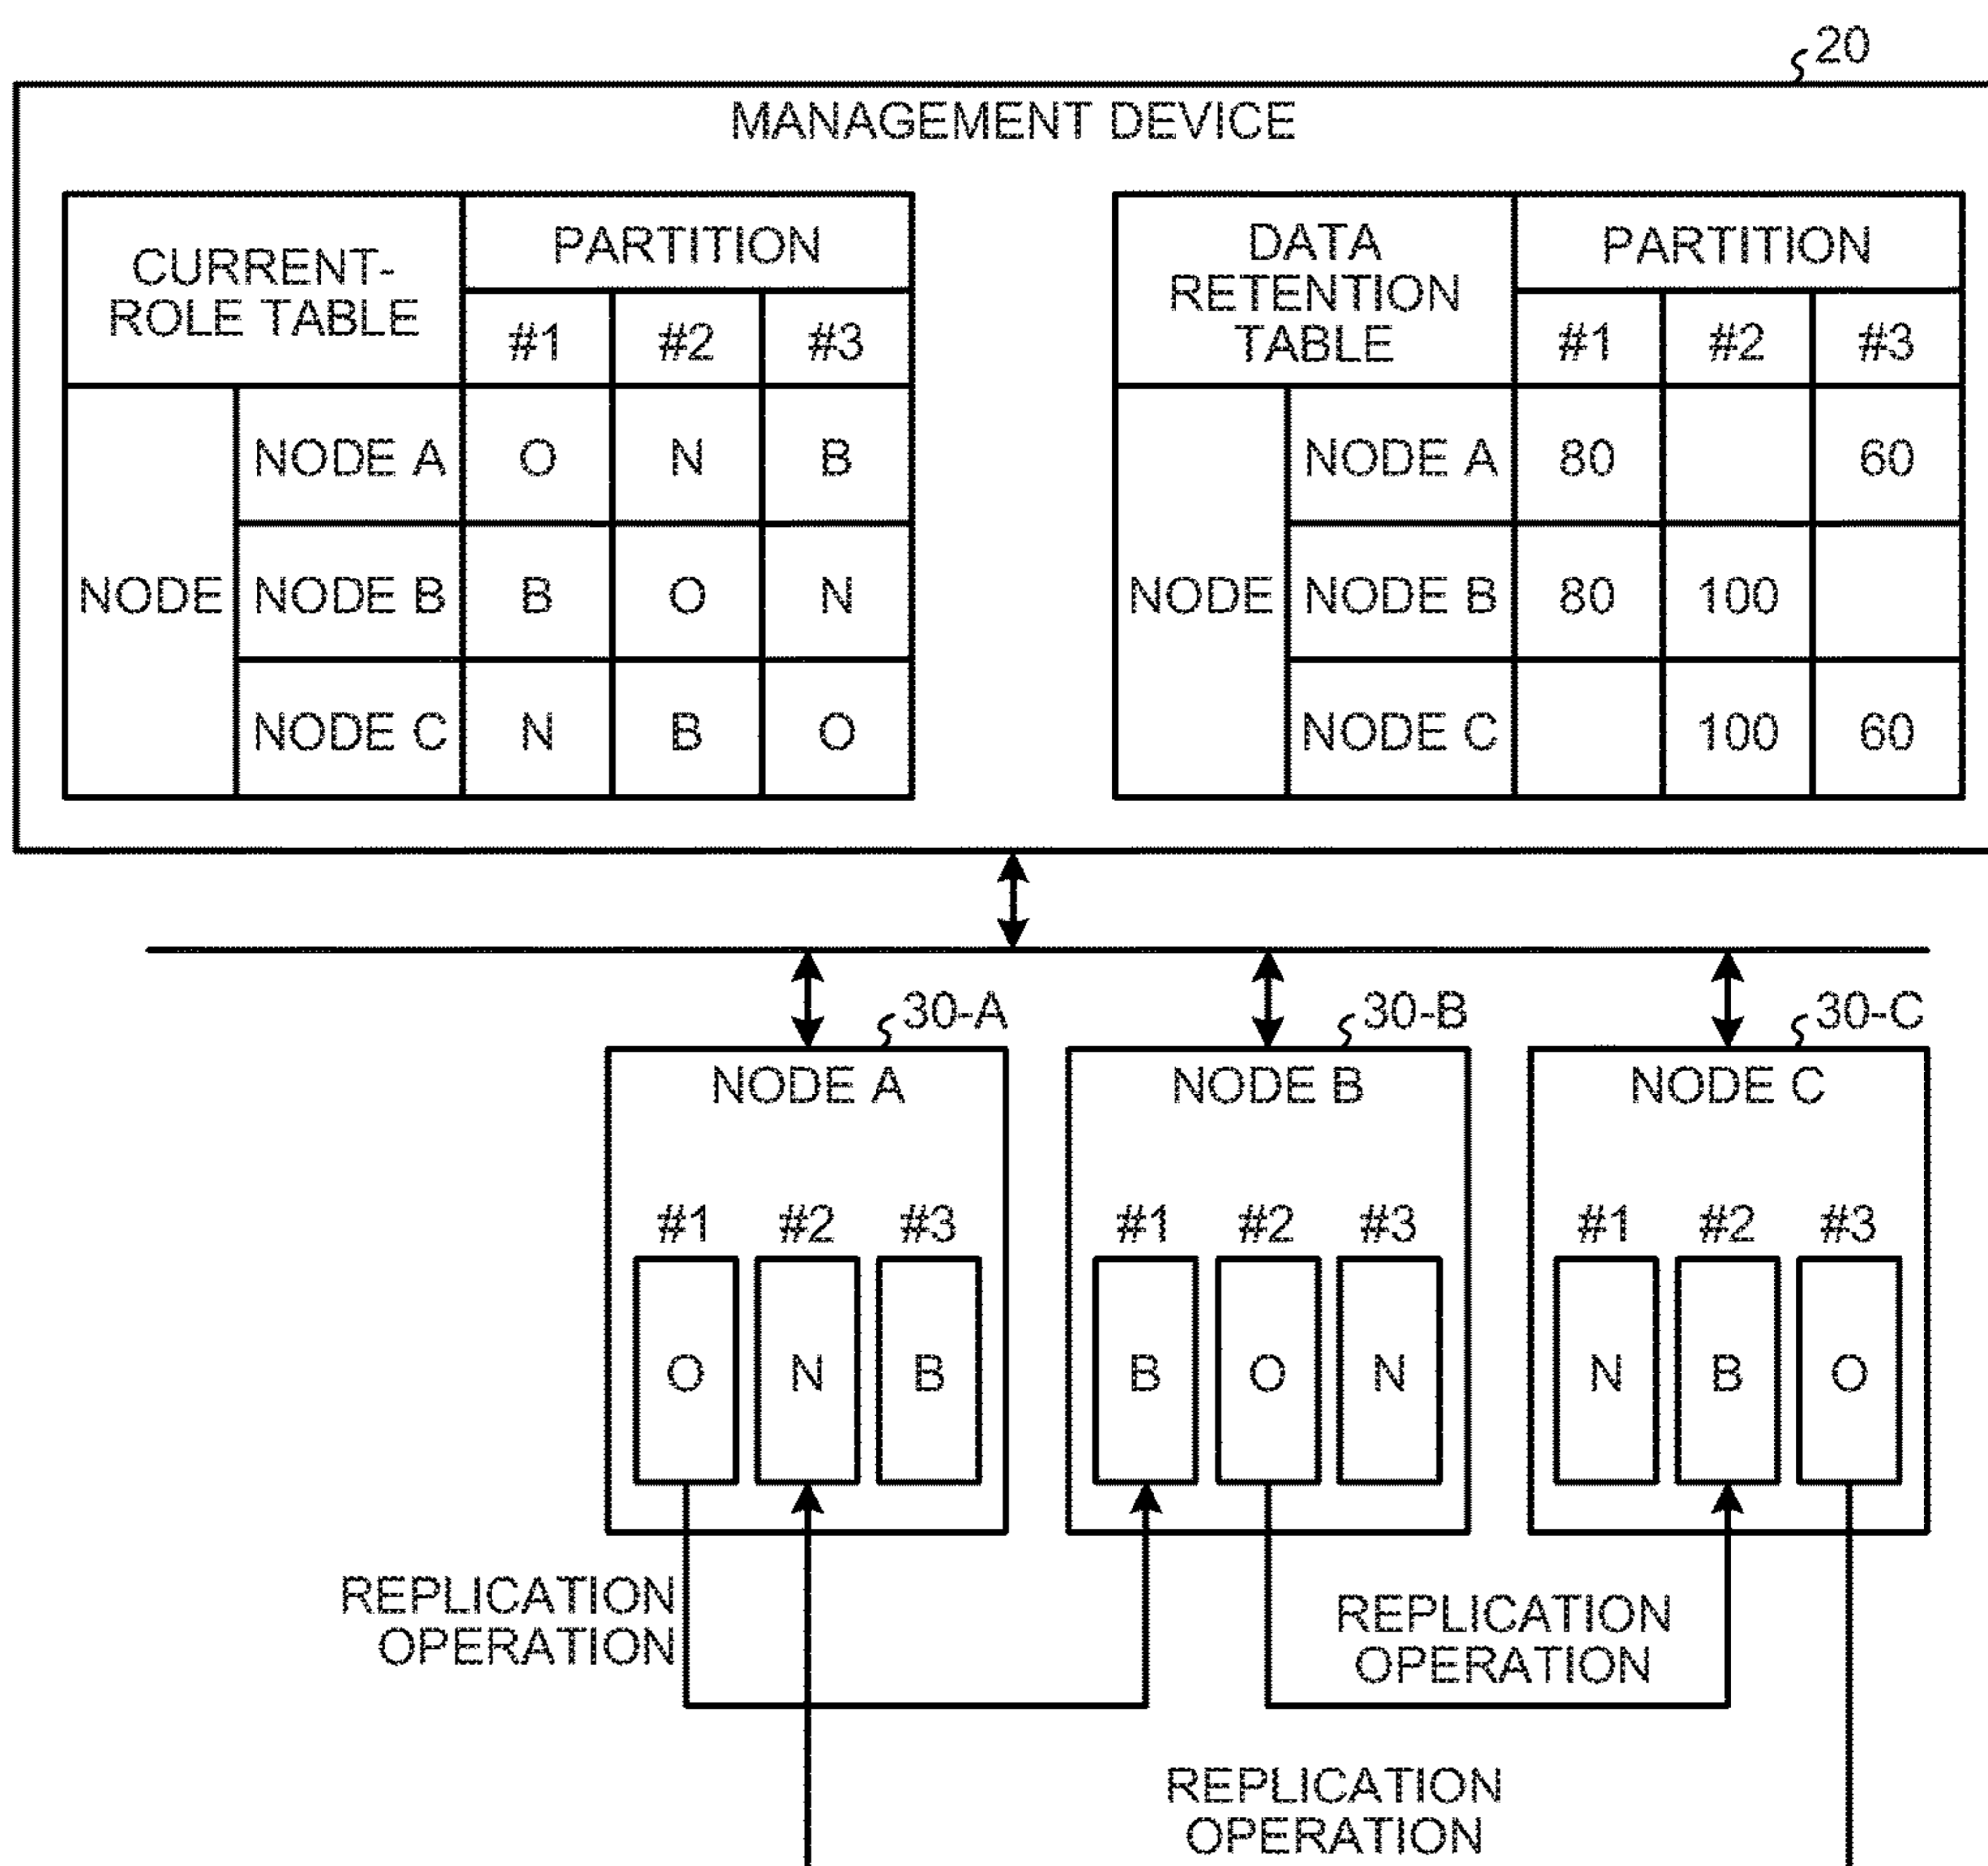 20
MANAGEMENT DEVICE
CURRENT-
ROLE TABLE
PARTITION
#1 #2 #3
NODE
NODE A O N B
NODE B B O N
NODE C N B O
DATA
RETENTION
TABLE
PARTITION
#1 #2 #3
NODE
NODE A 80 60
NODE B 80 100
NODE C 100 60
30-A
NODE A
#1 #2 #3
O N B
30-B
NODE B
#1 #2 #3
B O N
30-C
NODE C
#1 #2 #3
N B O
REPLICATION
OPERATION
REPLICATION
OPERATION
REPLICATION
OPERATION